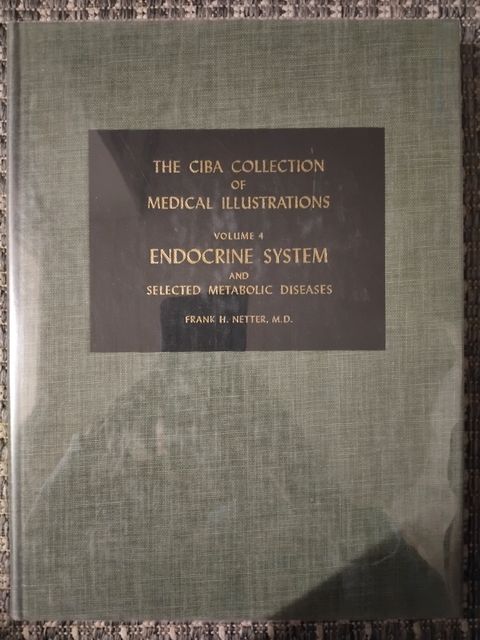 THE CIBA COLLECTION
OF
MEDICAL ILLUSTRATIONS
VOLUME 4
ENDOCRINE SYSTEM
AND
SELECTED METABOLIC DISEASES
FRANK H. NETTER, M.D.